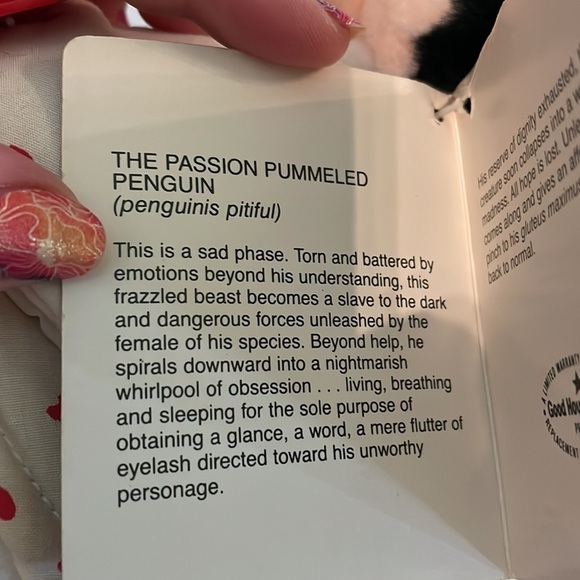 THE PASSION PUMMELED
PENGUIN
(penguinis pitiful)
This is a sad phase. Torn and battered by
emotions beyond his understanding, this
frazzled beast becomes a slave to the dark
and dangerous forces unleashed by the
female of his species. Beyond help, he
spirals downward into a nightmarish
whirlpool of obsession . . . living, breathing
and sleeping for the sole purpose of
obtaining a glance, a word, a mere flutter of
eyelash directed toward his unworthy
personage.
His reserve of dignity exhausted,
creature soon collapses into a
madness. All hope is lost.
comes along and gives an
pinch to his gluteus
back to normal.
A LIMITED WARRANTY
Good
REPLACEMENT